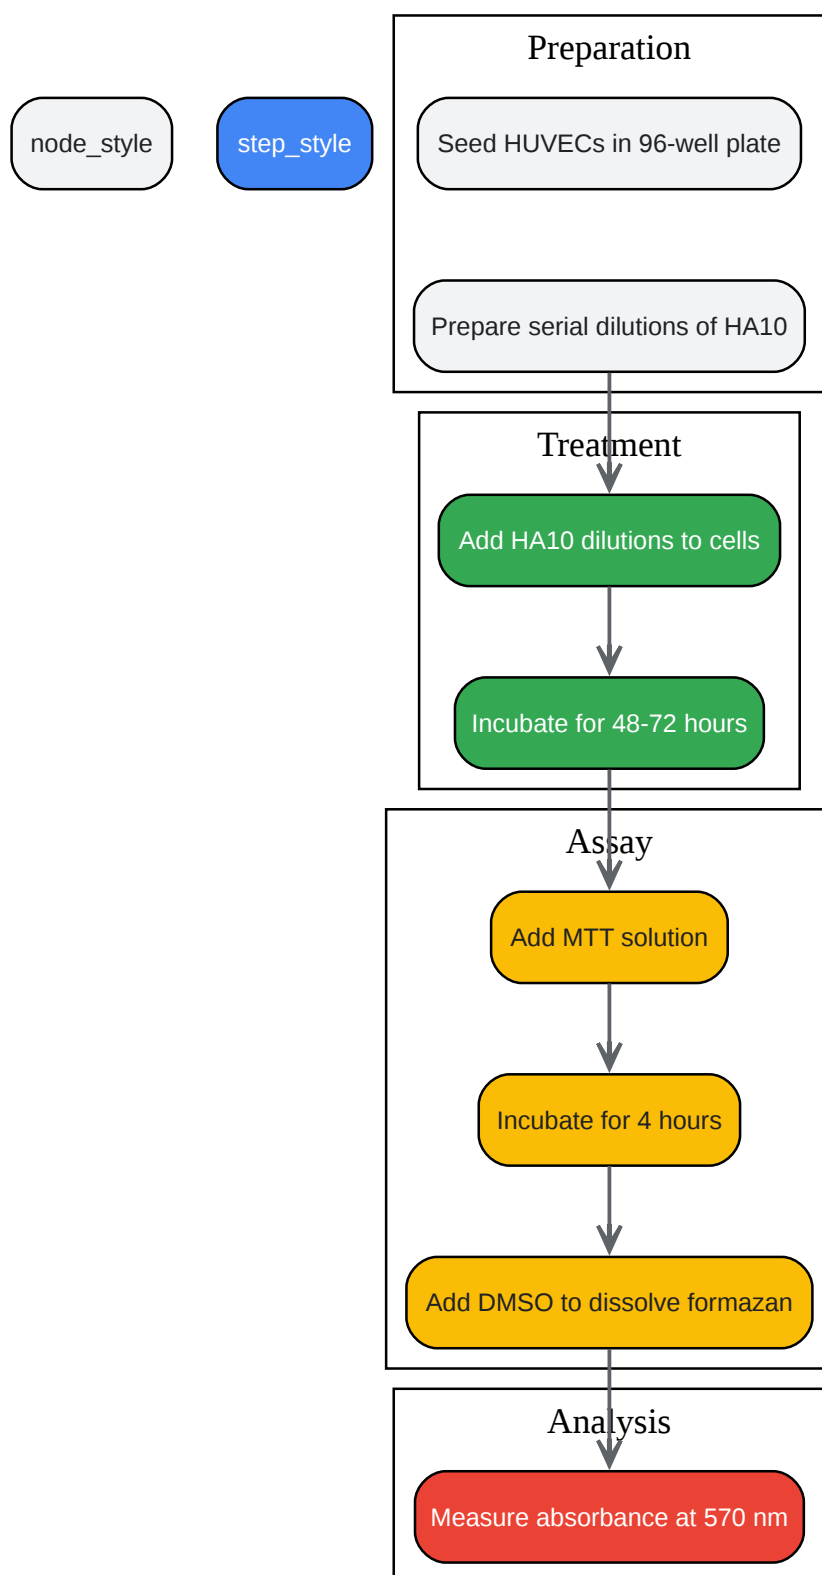 Preparation
node_style
step_style
Seed HUVECs in 96-well plate
Prepare serial dilutions of HA10
Treatment
Add HA10 dilutions to cells
Incubate for 48-72 hours
Assay
Add MTT solution
Incubate for 4 hours
Add DMSO to dissolve formazan
Analysis
Measure absorbance at 570 nm